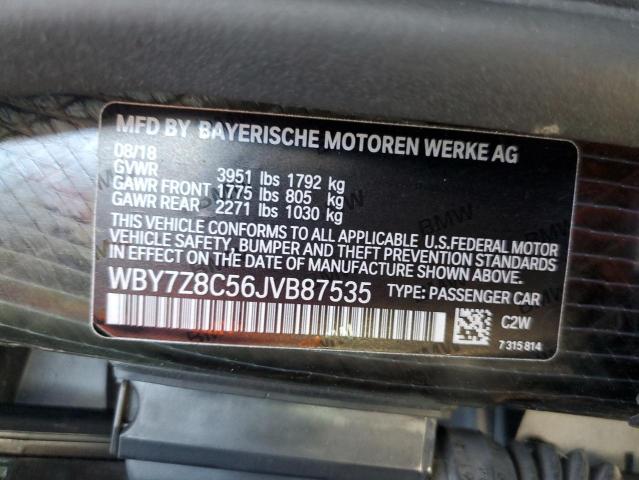 MFD BY BAYERISCHE MOTOREN WERKE AG
08/18
GVWR 3951 lbs 1792 kg
GAWR FRONT 1775 lbs 805 kg
GAWR REAR 2271 lbs 1030 kg
THIS VEHICLE CONFORMS TO ALL APPLICABLE U.S.FEDERAL MOTOR
VEHICLE SAFETY, BUMPER AND THEFT PREVENTION STANDARDS
IN EFFECT ON THE DATE OF MANUFACTURE SHOWN ABOVE.
WBY7Z8C56JVB87535 TYPE: PASSENGER CAR
C2W
7 315 814
BMW